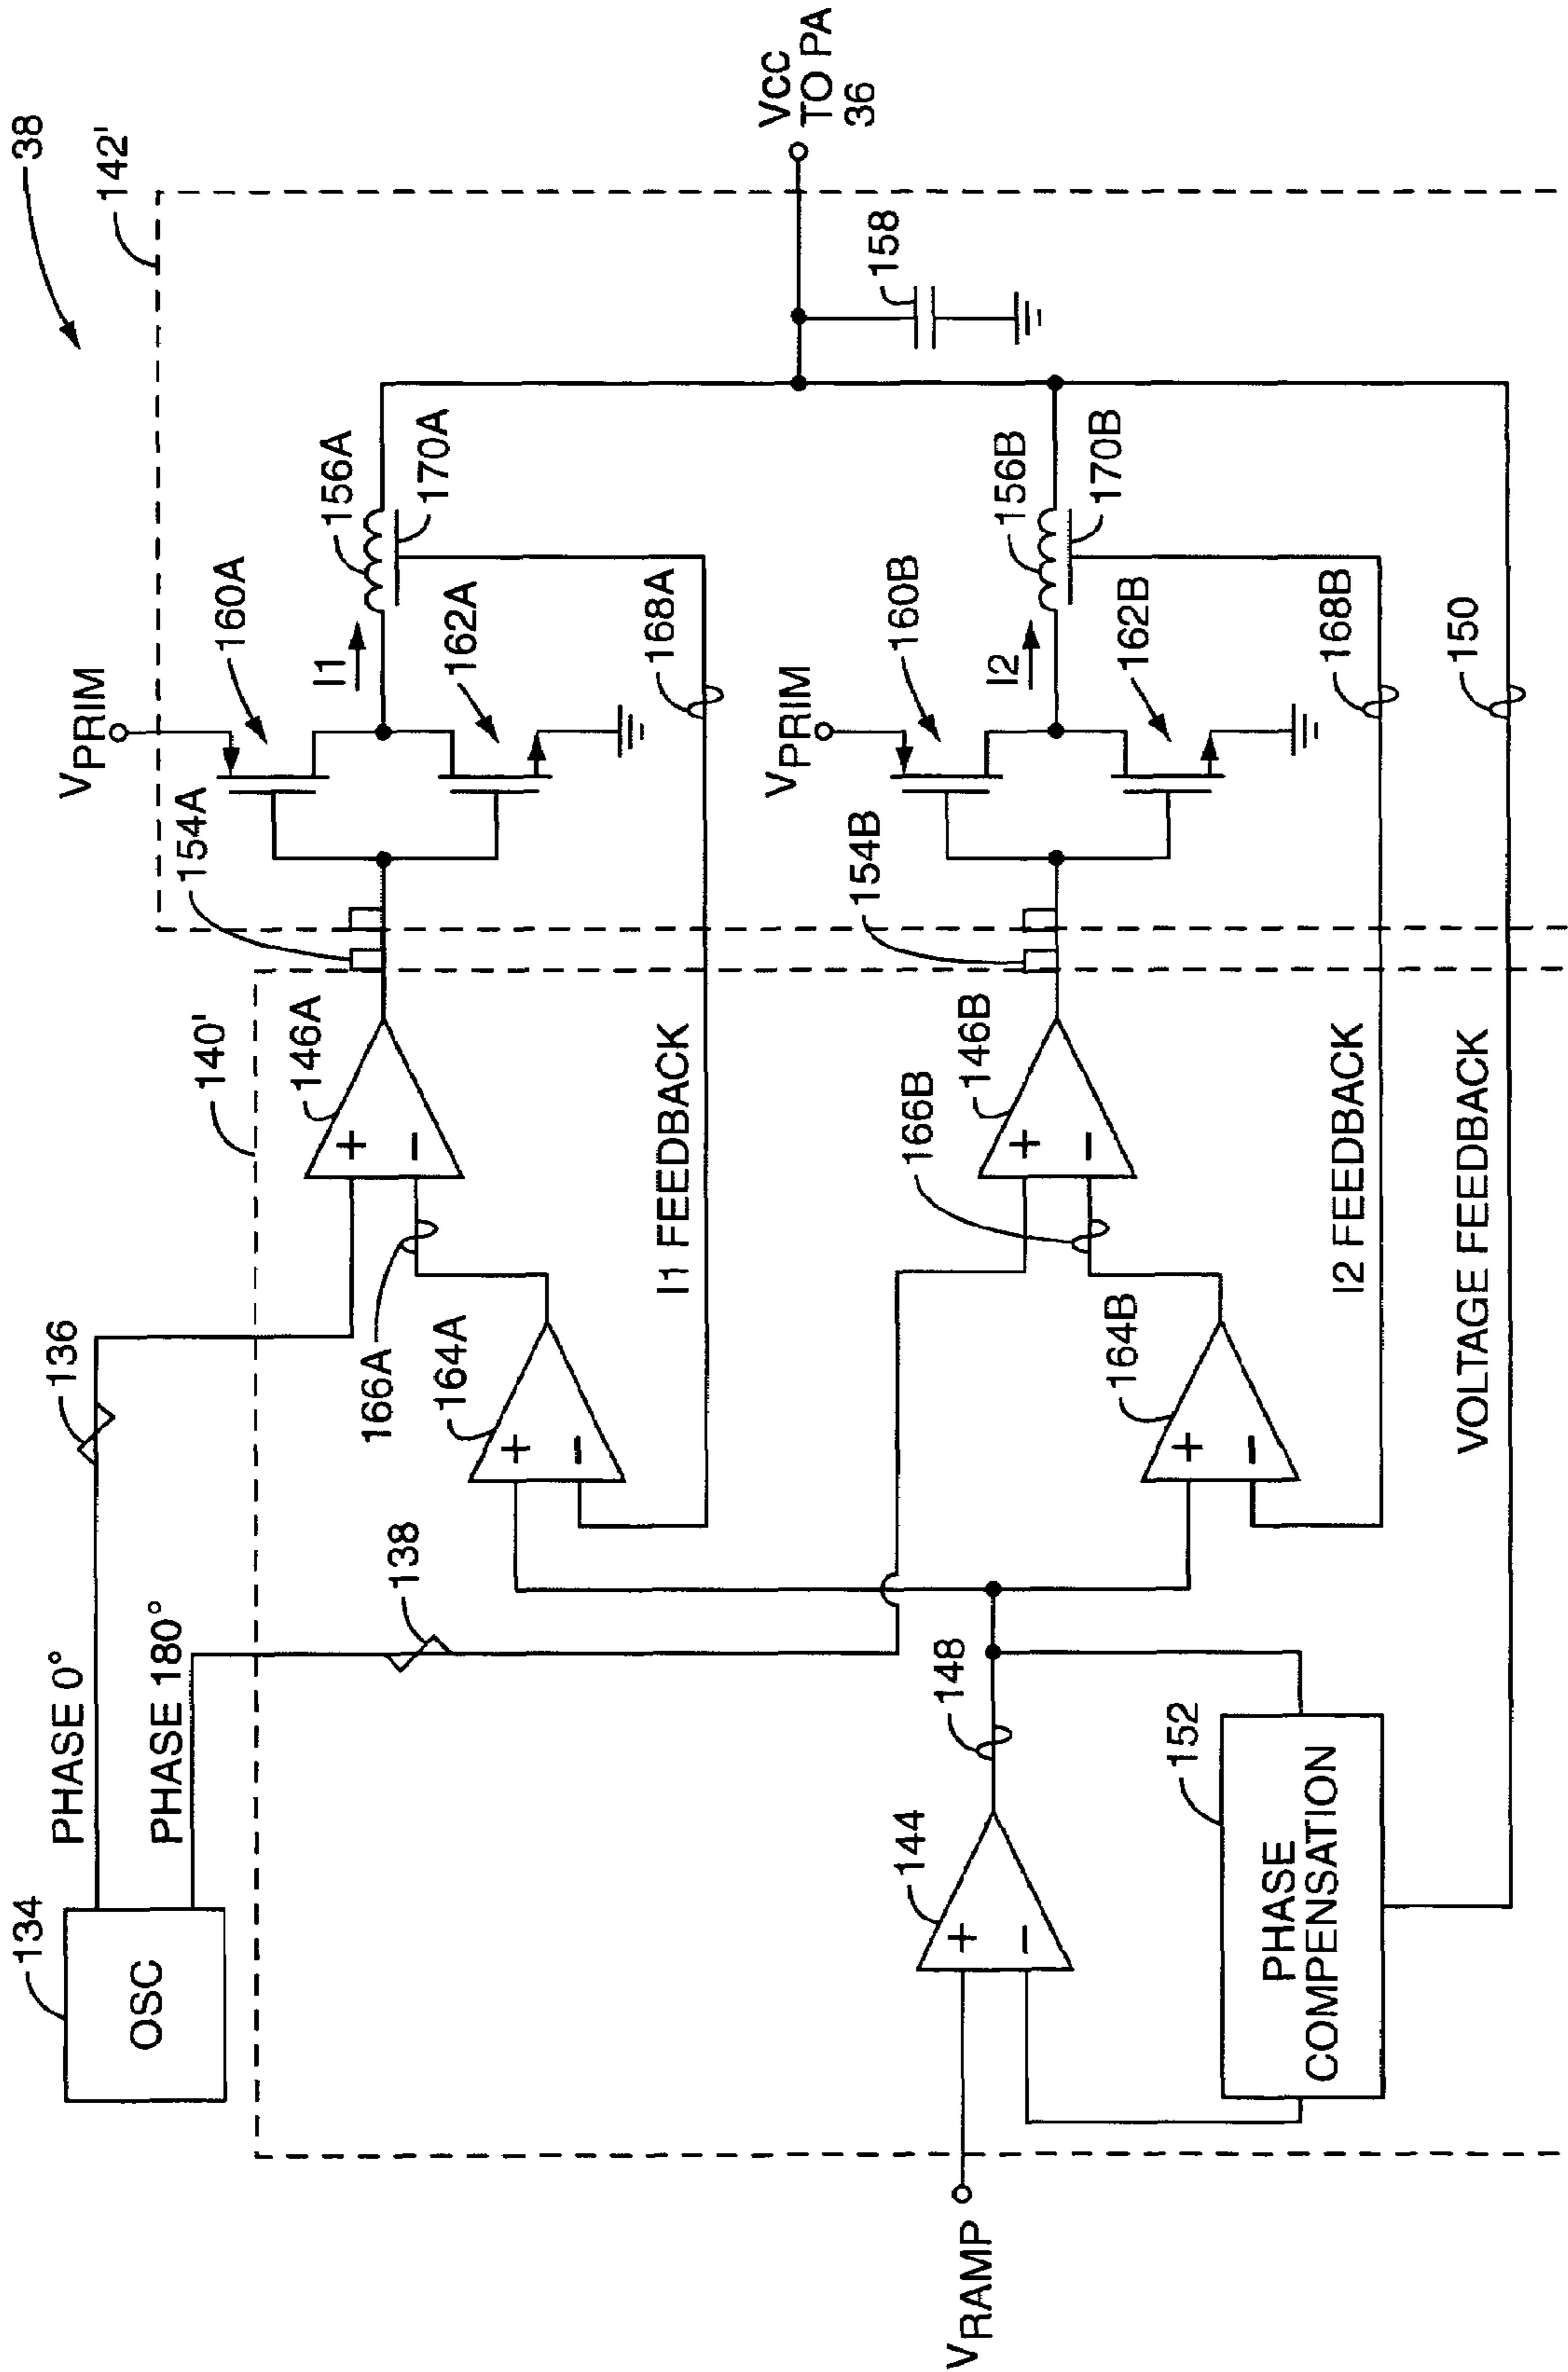 38
142'
134
OSC
PHASE 0°
PHASE 180°
136
138
140'
VPRIM
154A
160A
I1
162A
156A
170A
168A
146A
+
−
166A
164A
+
−
I1 FEEDBACK
VCC
TO PA
36
158
VPRIM
154B
160B
I2
162B
156B
170B
168B
146B
+
−
166B
164B
+
−
I2 FEEDBACK
VRAMP
144
+
−
148
152
PHASE
COMPENSATION
VOLTAGE FEEDBACK
150